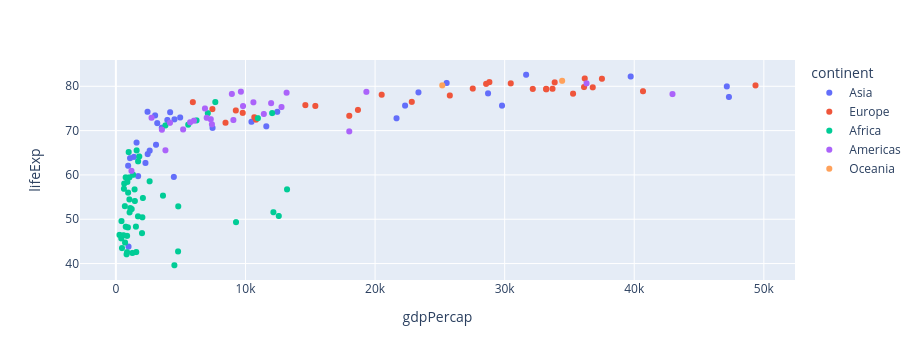 continent
Asia
Europe
Africa
Americas
Oceania
lifeExp
80
70
60
50
40
0
10k
20k
30k
40k
50k
gdpPercap